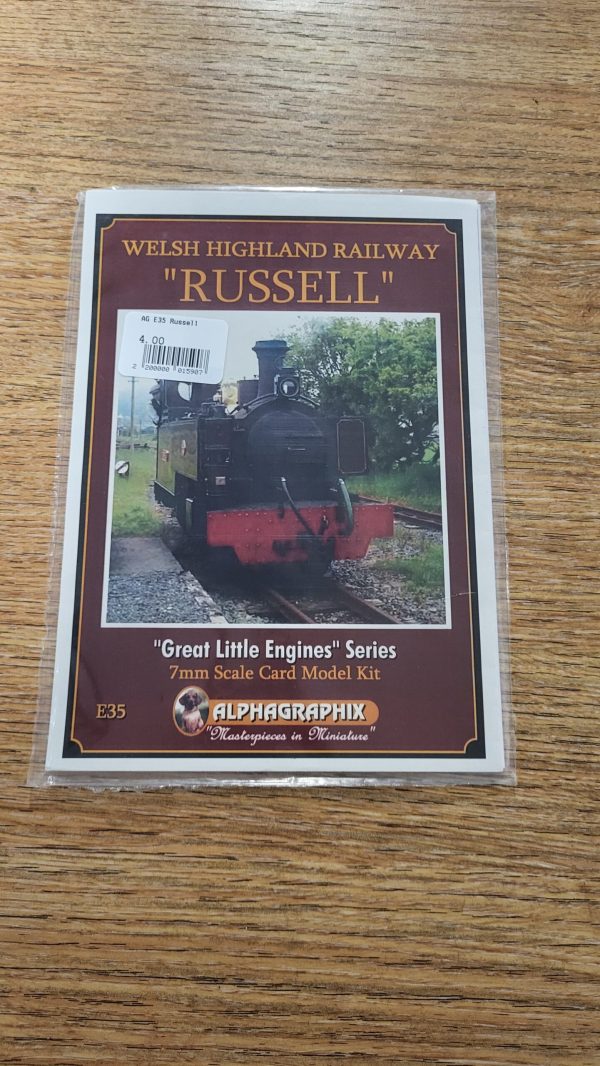 WELSH HIGHLAND RAILWAY
"RUSSELL"
AG E35 Russell
4.00
2 200000 015907
"Great Little Engines" Series
7mm Scale Card Model Kit
E35
ALPHAGRAPHIX
"Masterpieces in Miniature"